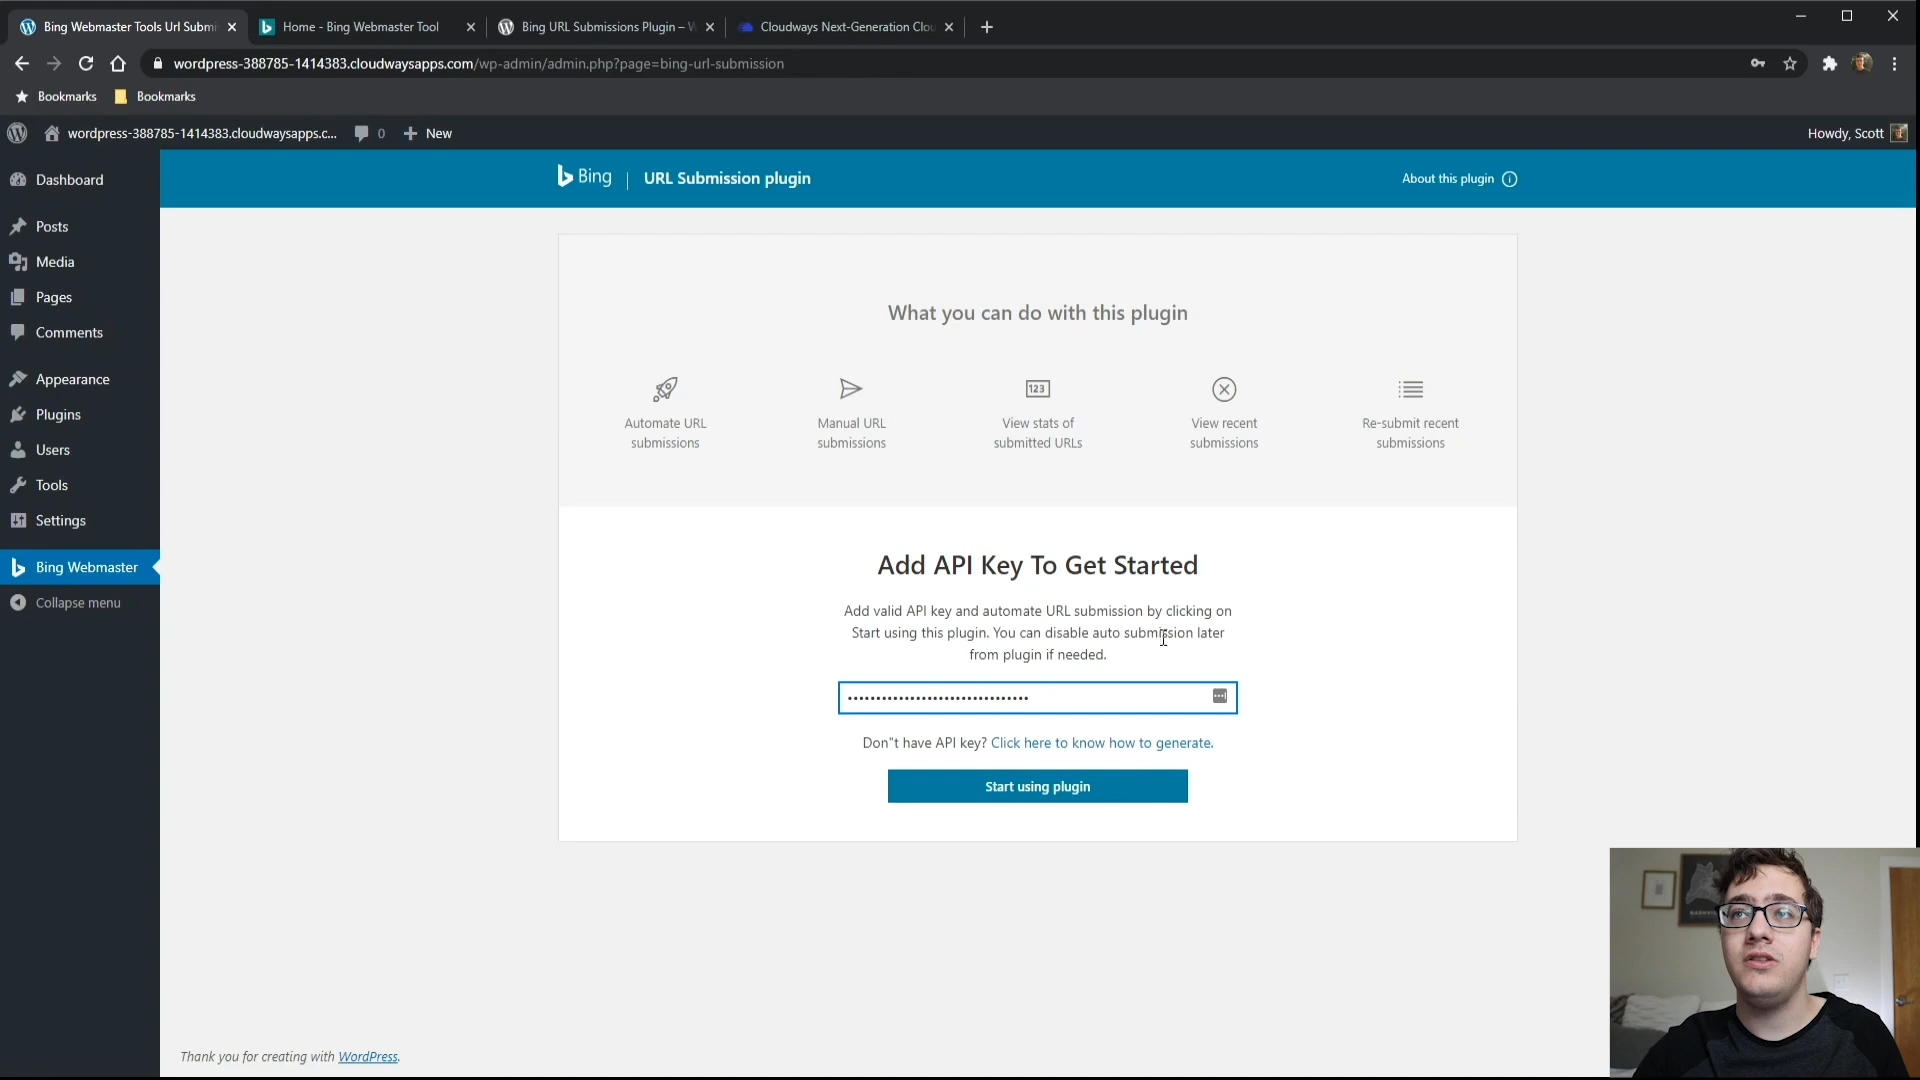 Bing Webmaster Tools Url Submi
Home - Bing Webmaster Tool
Bing URL Submissions Plugin – W
Cloudways Next-Generation Clou
wordpress-388785-1414383.cloudwaysapps.com/wp-admin/admin.php?page=bing-url-submission
Bookmarks
Bookmarks
wordpress-388785-1414383.cloudwaysapps.c...
0
New
Howdy, Scott
Dashboard
Posts
Media
Pages
Comments
Appearance
Plugins
Users
Tools
Settings
Bing Webmaster
Collapse menu
Bing
URL Submission plugin
About this plugin
What you can do with this plugin
123
Automate URL
submissions
Manual URL
submissions
View stats of
submitted URLs
View recent
submissions
Re-submit recent
submissions
Add API Key To Get Started
Add valid API key and automate URL submission by clicking on
Start using this plugin. You can disable auto submission later
from plugin if needed.
Don"t have API key? Click here to know how to generate.
Start using plugin
Thank you for creating with WordPress.